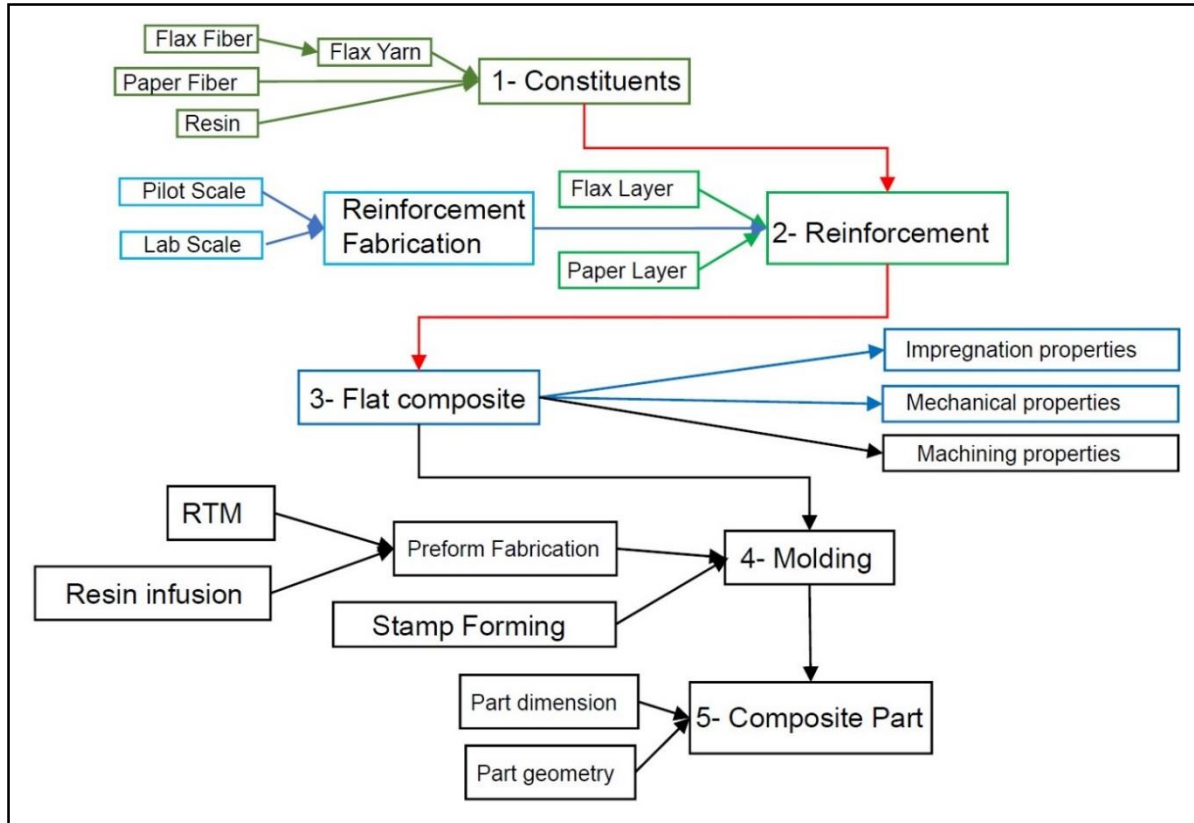 Flax Fiber
Flax Yarn
Paper Fiber
1- Constituents
Resin
Pilot Scale
Lab Scale
Reinforcement
Fabrication
Flax Layer
Paper Layer
2- Reinforcement
3- Flat composite
Impregnation properties
Mechanical properties
Machining properties
RTM
Resin infusion
Preform Fabrication
Stamp Forming
4- Molding
Part dimension
Part geometry
5- Composite Part